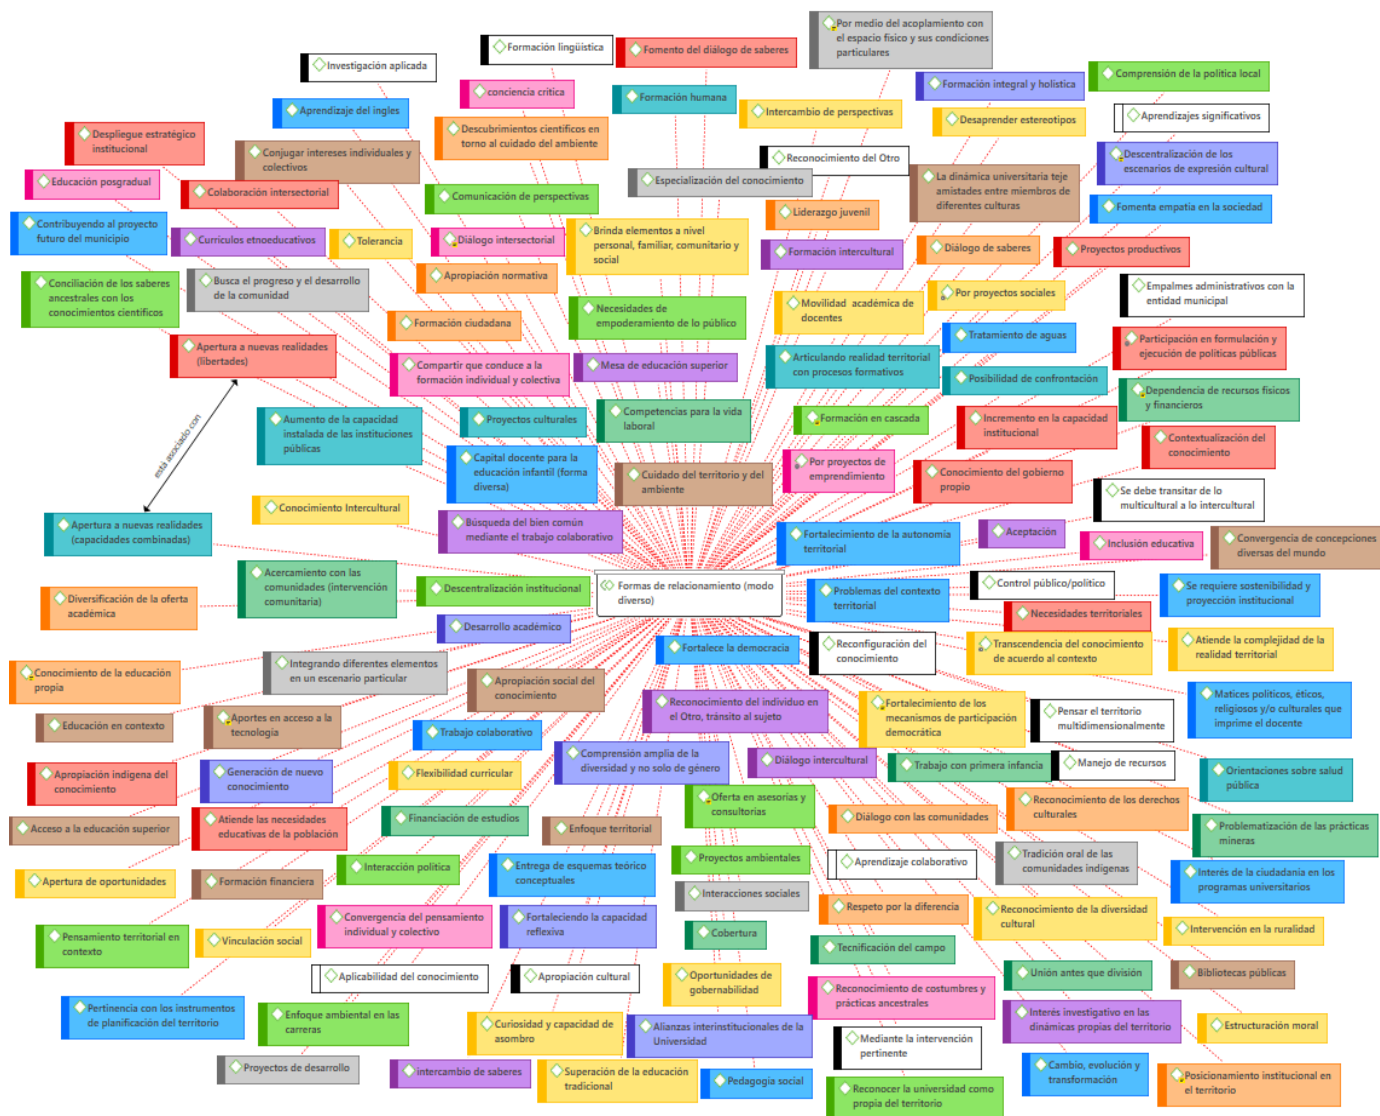 Por medio del acoplamiento con
el espacio físico y sus condiciones
particulares
Formación lingüística
Fomento del diálogo de saberes
Investigación aplicada
Comprensión de la política local
conciencia critica
Formación humana
Formación integral y holística
Aprendizaje del ingles
Intercambio de perspectivas
Desaprender estereotipos
Aprendizajes significativos
Despliegue estratégico
institucional
Descubrimientos científicos en
torno al cuidado del ambiente
Conjugar intereses individuales y
colectivos
Reconocimiento del Otro
Descentralización de los
escenarios de expresión cultural
Educación posgradual
Colaboración intersectorial
Especialización del conocimiento
La dinámica universitaria teje
amistades entre miembros de
diferentes culturas
Comunicación de perspectivas
Fomenta empatía en la sociedad
Contribuyendo al proyecto
futuro del municipio
Liderazgo juvenil
Currículos etnoeducativos
Tolerancia
Diálogo intersectorial
Brinda elementos a nivel
personal, familiar, comunitario y
social
Formación intercultural
Diálogo de saberes
Proyectos productivos
Conciliación de los saberes
ancestrales con los
conocimientos científicos
Busca el progreso y el desarrollo
de la comunidad
Apropiación normativa
Por proyectos sociales
Empalmes administrativos con la
entidad municipal
Necesidades de
empoderamiento de lo público
Movilidad académica de
docentes
Formación ciudadana
Tratamiento de aguas
Apertura a nuevas realidades
(libertades)
Participación en formulación y
ejecución de políticas públicas
Compartir que conduce a la
formación individual y colectiva
Mesa de educación superior
Articulando realidad territorial
con procesos formativos
Posibilidad de confrontación
Dependencia de recursos físicos
y financieros
está asociado con
Aumento de la capacidad
instalada de las instituciones
públicas
Proyectos culturales
Competencias para la vida
laboral
Formación en cascada
Incremento en la capacidad
institucional
Contextualización del
conocimiento
Capital docente para la
educación infantil (forma
diversa)
Cuidado del territorio y del
ambiente
Por proyectos de
emprendimiento
Conocimiento del gobierno
propio
Se debe transitar de lo
multicultural a lo intercultural
Conocimiento Intercultural
Apertura a nuevas realidades
(capacidades combinadas)
Búsqueda del bien común
mediante el trabajo colaborativo
Fortalecimiento de la autonomía
territorial
Aceptación
Inclusión educativa
Convergencia de concepciones
diversas del mundo
Acercamiento con las
comunidades (intervención
comunitaria)
Descentralización institucional
Formas de relacionamiento (modo
diverso)
Problemas del contexto
territorial
Control público/político
Se requiere sostenibilidad y
proyección institucional
Diversificación de la oferta
académica
Necesidades territoriales
Desarrollo académico
Fortalece la democracia
Reconfiguración del
conocimiento
Transcendencia del conocimiento
de acuerdo al contexto
Atiende la complejidad de la
realidad territorial
Conocimiento de la educación
propia
Integrando diferentes elementos
en un escenario particular
Apropiación social del
conocimiento
Reconocimiento del individuo en
el Otro, tránsito al sujeto
Fortalecimiento de los
mecanismos de participación
democrática
Pensar el territorio
multidimensionalmente
Matices políticos, éticos,
religiosos y/o culturales que
imprime el docente
Educación en contexto
Aportes en acceso a la
tecnología
Trabajo colaborativo
Comprensión amplia de la
diversidad y no solo de género
Diálogo intercultural
Trabajo con primera infancia
Manejo de recursos
Apropiación indígena del
conocimiento
Generación de nuevo
conocimiento
Flexibilidad curricular
Orientaciones sobre salud
pública
Oferta en asesorías y
consultorías
Reconocimiento de los derechos
culturales
Acceso a la educación superior
Atiende las necesidades
educativas de la población
Financiación de estudios
Enfoque territorial
Diálogo con las comunidades
Problematización de las prácticas
mineras
Interacción política
Entrega de esquemas teórico
conceptuales
Proyectos ambientales
Aprendizaje colaborativo
Tradición oral de las
comunidades indígenas
Interés de la ciudadanía en los
programas universitarios
Apertura de oportunidades
Formación financiera
Interacciones sociales
Convergencia del pensamiento
individual y colectivo
Fortaleciendo la capacidad
reflexiva
Respeto por la diferencia
Reconocimiento de la diversidad
cultural
Intervención en la ruralidad
Pensamiento territorial en
contexto
Vinculación social
Cobertura
Tecnificación del campo
Aplicabilidad del conocimiento
Apropiación cultural
Oportunidades de
gobernabilidad
Unión antes que división
Bibliotecas públicas
Reconocimiento de costumbres y
prácticas ancestrales
Pertinencia con los instrumentos
de planificación del territorio
Enfoque ambiental en las
carreras
Curiosidad y capacidad de
asombro
Alianzas interinstitucionales de la
Universidad
Interés investigativo en las
dinámicas propias del territorio
Estructuración moral
Mediante la intervención
pertinente
Proyectos de desarrollo
intercambio de saberes
Superación de la educación
tradicional
Pedagogía social
Cambio, evolución y
transformación
Posicionamiento institucional en
el territorio
Reconocer la universidad como
propia del territorio